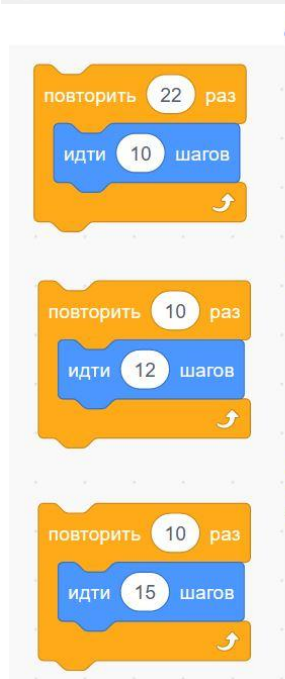 повторить 22 раз
идти 10 шагов
повторить 10 раз
идти 12 шагов
повторить 10 раз
идти 15 шагов